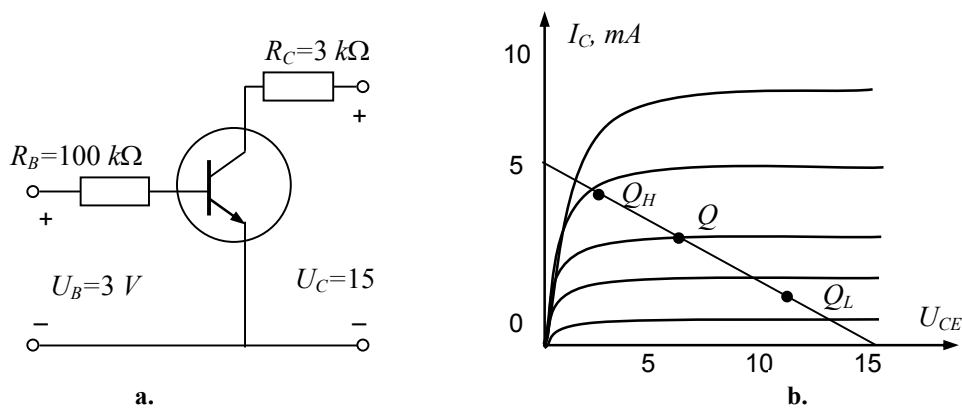 R_C=3 kΩ
+
R_B=100 kΩ
+
U_B=3 V
U_C=15
–
–
a.
I_C, mA
10
5
0
Q_H
Q
Q_L
U_CE
5
10
15
b.